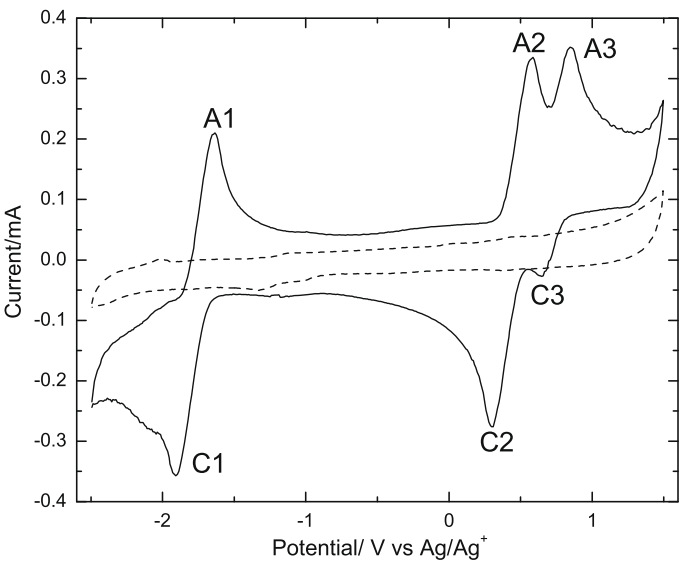 0.4
0.3
0.2
0.1
0.0
-0.1
-0.2
-0.3
-0.4
Current/mA
A1
A2
A3
C1
C2
C3
-2
-1
0
1
Potential/ V vs Ag/Ag⁺